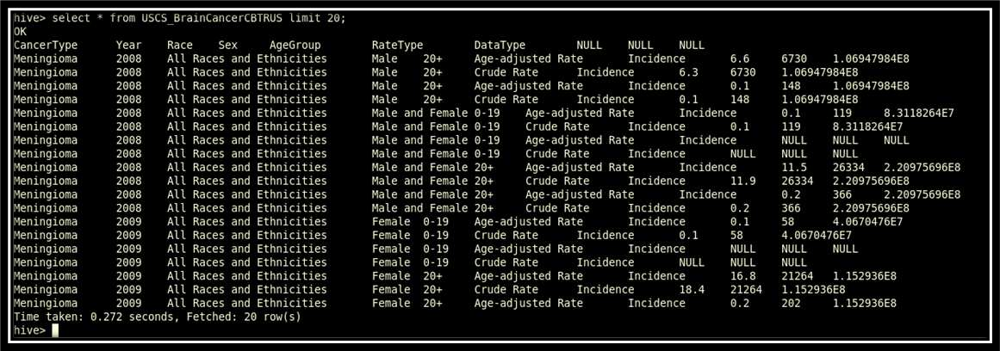 hive> select * from USCS_BrainCancerCBTRUS limit 20;
OK
CancerType Year Race Sex AgeGroup RateType DataType NULL NULL NULL
Meningioma 2008 All Races and Ethnicities Male 20+ Age-adjusted Rate Incidence 6.6 6730 1.06947984E8
Meningioma 2008 All Races and Ethnicities Male 20+ Crude Rate Incidence 6.3 6730 1.06947984E8
Meningioma 2008 All Races and Ethnicities Male 20+ Age-adjusted Rate Incidence 0.1 148 1.06947984E8
Meningioma 2008 All Races and Ethnicities Male 20+ Crude Rate Incidence 0.1 148 1.06947984E8
Meningioma 2008 All Races and Ethnicities Male and Female 0-19 Age-adjusted Rate Incidence 0.1 119 8.3118264E7
Meningioma 2008 All Races and Ethnicities Male and Female 0-19 Crude Rate Incidence 0.1 119 8.3118264E7
Meningioma 2008 All Races and Ethnicities Male and Female 0-19 Age-adjusted Rate Incidence NULL NULL NULL
Meningioma 2008 All Races and Ethnicities Male and Female 0-19 Crude Rate Incidence NULL NULL NULL
Meningioma 2008 All Races and Ethnicities Male and Female 20+ Age-adjusted Rate Incidence 11.5 26334 2.20975696E8
Meningioma 2008 All Races and Ethnicities Male and Female 20+ Crude Rate Incidence 11.9 26334 2.20975696E8
Meningioma 2008 All Races and Ethnicities Male and Female 20+ Age-adjusted Rate Incidence 0.2 366 2.20975696E8
Meningioma 2008 All Races and Ethnicities Male and Female 20+ Crude Rate Incidence 0.2 366 2.20975696E8
Meningioma 2009 All Races and Ethnicities Female 0-19 Age-adjusted Rate Incidence 0.1 58 4.0670476E7
Meningioma 2009 All Races and Ethnicities Female 0-19 Crude Rate Incidence 0.1 58 4.0670476E7
Meningioma 2009 All Races and Ethnicities Female 0-19 Age-adjusted Rate Incidence NULL NULL NULL
Meningioma 2009 All Races and Ethnicities Female 0-19 Crude Rate Incidence NULL NULL NULL
Meningioma 2009 All Races and Ethnicities Female 20+ Age-adjusted Rate Incidence 16.8 21264 1.152936E8
Meningioma 2009 All Races and Ethnicities Female 20+ Crude Rate Incidence 18.4 21264 1.152936E8
Meningioma 2009 All Races and Ethnicities Female 20+ Age-adjusted Rate Incidence 0.2 202 1.152936E8
Time taken: 0.272 seconds, Fetched: 20 row(s)
hive>